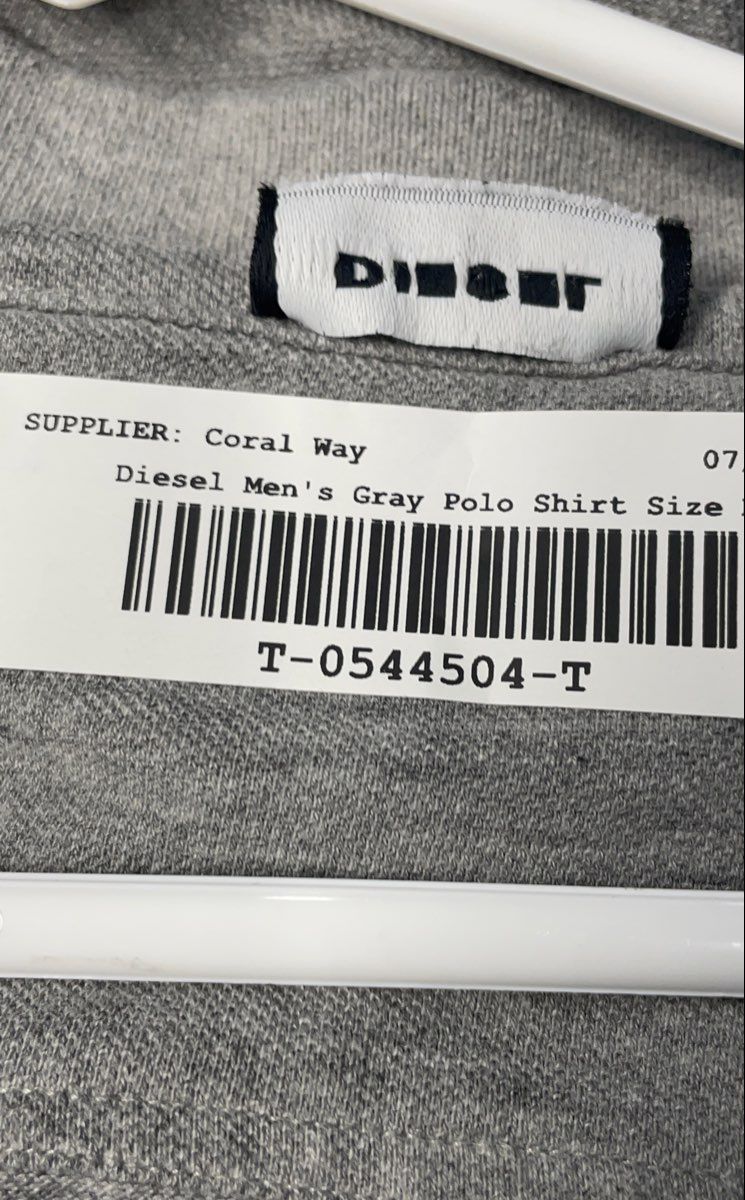 DIESEL
SUPPLIER: Coral Way
07
Diesel Men's Gray Polo Shirt Size
T-0544504-T